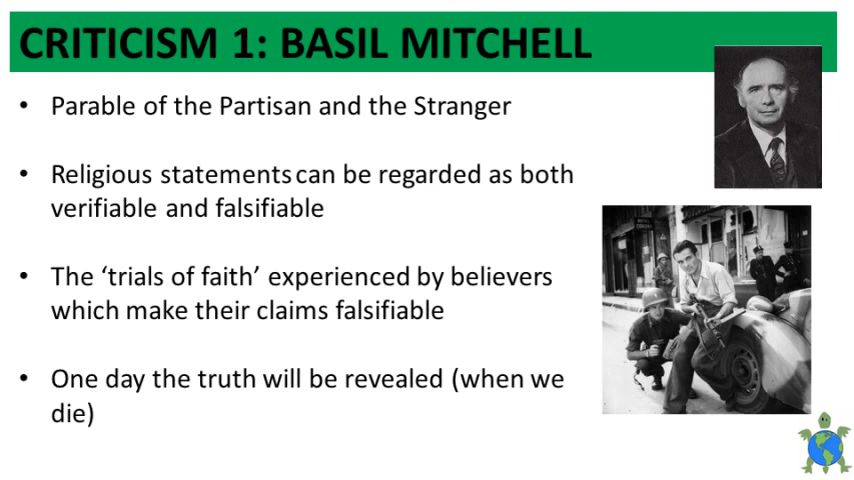 CRITICISM 1: BASIL MITCHELL
• Parable of the Partisan and the Stranger
• Religious statements can be regarded as both
verifiable and falsifiable
• The ‘trials of faith’ experienced by believers
which make their claims falsifiable
• One day the truth will be revealed (when we
die)